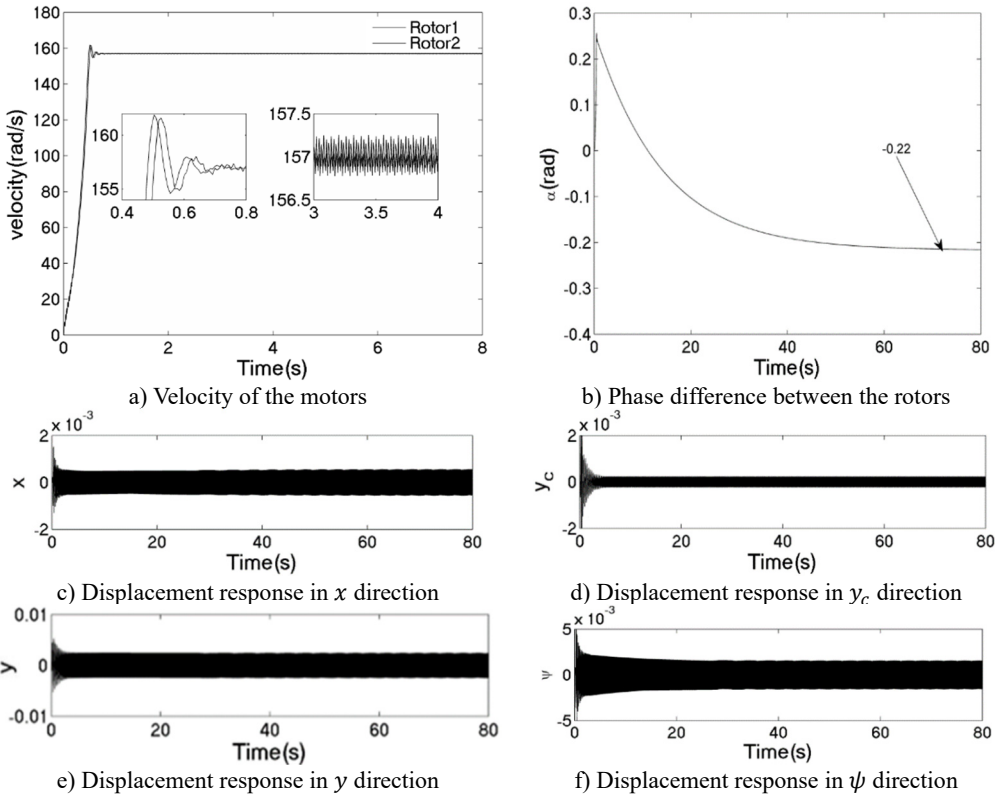 180
160
140
120
100
80
60
40
20
0
velocity(rad/s)
Rotor1
Rotor2
160
155
0.4 0.6 0.8
157.5
157
156.5
3 3.5 4
0 2 4 6 8
Time(s)
a) Velocity of the motors
0.3
0.2
0.1
0
-0.1
-0.2
-0.3
-0.4
α(rad)
-0.22
0 20 40 60 80
Time(s)
b) Phase difference between the rotors
× 10⁻³
2
0
-2
x
0 20 40 60 80
Time(s)
c) Displacement response in x direction
× 10⁻³
2
0
-2
y_c
0 20 40 60 80
Time(s)
d) Displacement response in y_c direction
0.01
0
-0.01
y
0 20 40 60 80
Time(s)
e) Displacement response in y direction
× 10⁻³
5
0
-5
ψ
0 20 40 60 80
Time(s)
f) Displacement response in ψ direction